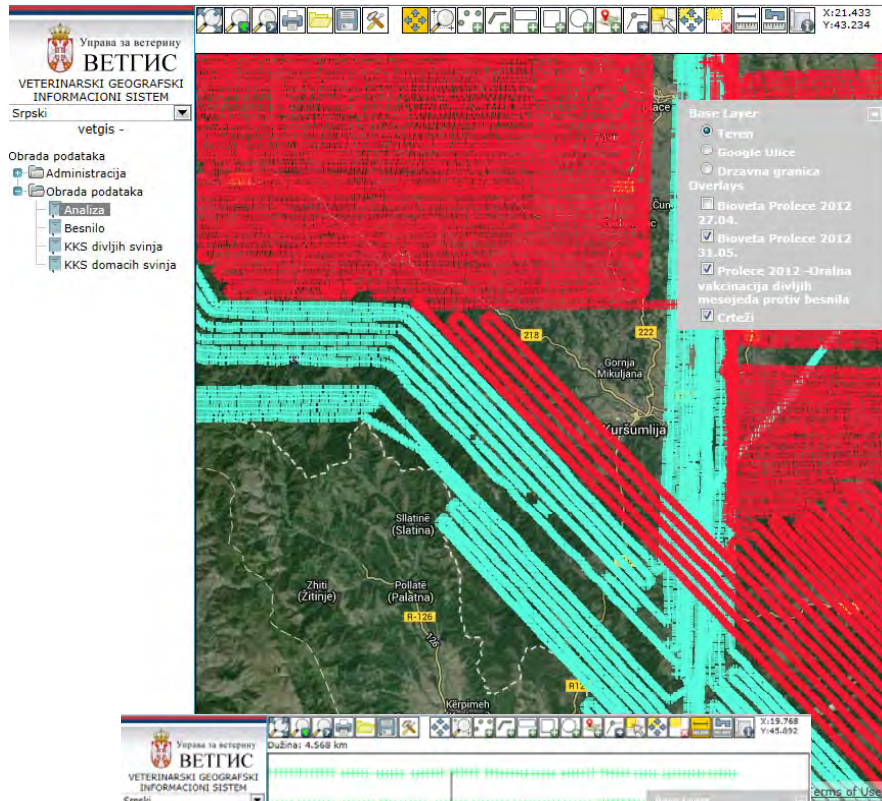 X:21.433
Y:43.234
Управа за ветерину
ВЕТГИС
VETERINARSKI GEOGRAFSKI
INFORMACIONI SISTEM
Srpski
vetgis -
Obrada podataka
Administracija
Obrada podataka
Analiza
Besnilo
KKS divljih svinja
KKS domacih svinja
Base Layer
Teren
Google Ulice
Drzavna granica
Overlays
Bioveta Prolece 2012
27.04.
Bioveta Prolece 2012
31.05.
Prolece 2012 -Oralna
vakcinacija divljih
mesojeda protiv besnila
Crteži
218
222
Gornja
Mikuljana
Kuršumlija
Sllatinë
(Slatina)
Zhiti
(Žitinje)
Pollatë
(Palatna)
R-126
126
R12
Kërpimeh
X:19.768
Y:45.892
Dužina: 4.568 km
Управа за ветерину
ВЕТГИС
VETERINARSKI GEOGRAFSKI
INFORMACIONI SISTEM
erms of Use